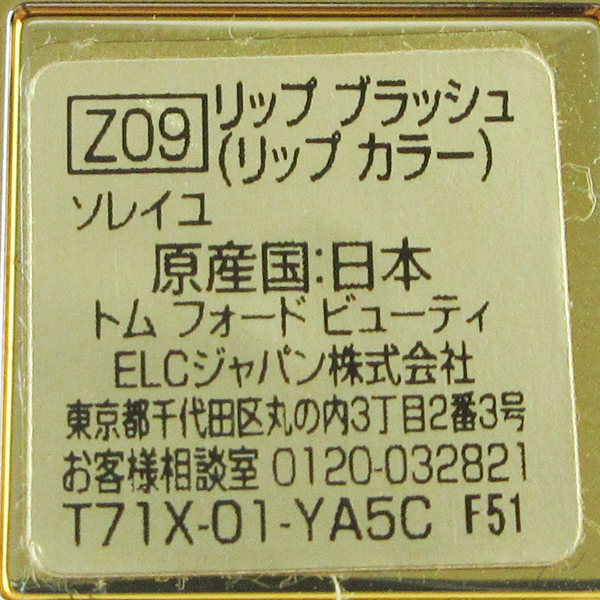 Z09 リップ ブラッシュ
(リップ カラー)
ソレイユ
原産国:日本
トム フォード ビューティ
ELCジャパン株式会社
東京都千代田区丸の内3丁目2番3号
お客様相談室 0120-032821
T71X-01-YA5C F51